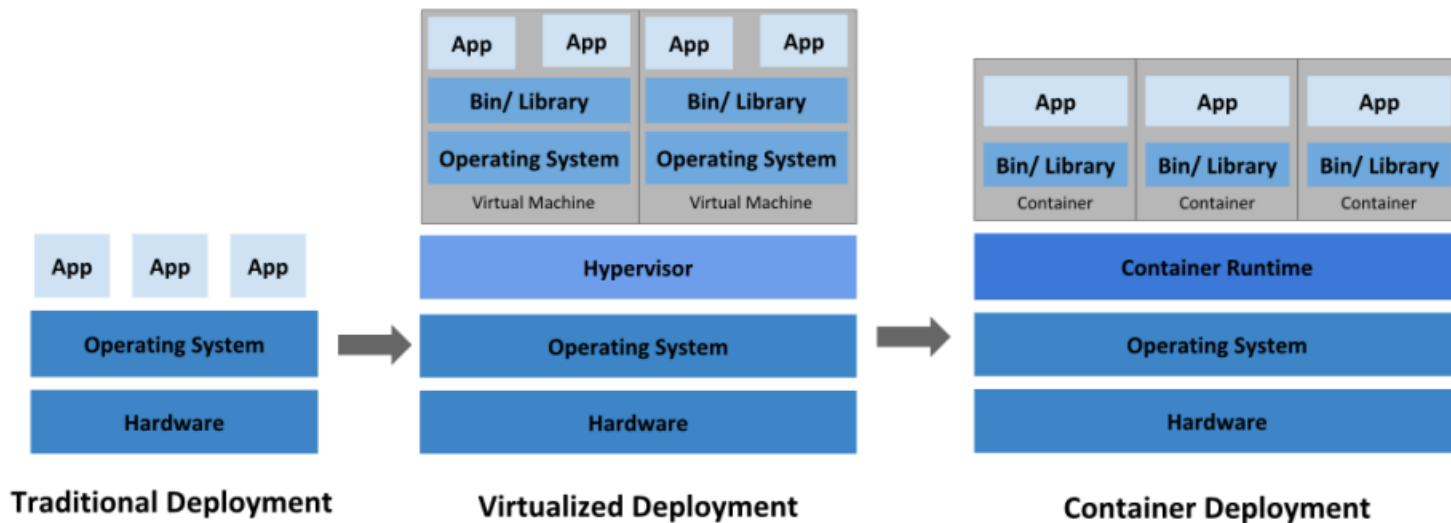 App App App
Operating System
Hardware
Traditional Deployment
App App App App
Bin/ Library Bin/ Library
Operating System Operating System
Virtual Machine Virtual Machine
Hypervisor
Operating System
Hardware
Virtualized Deployment
App App App
Bin/ Library Bin/ Library Bin/ Library
Container Container Container
Container Runtime
Operating System
Hardware
Container Deployment